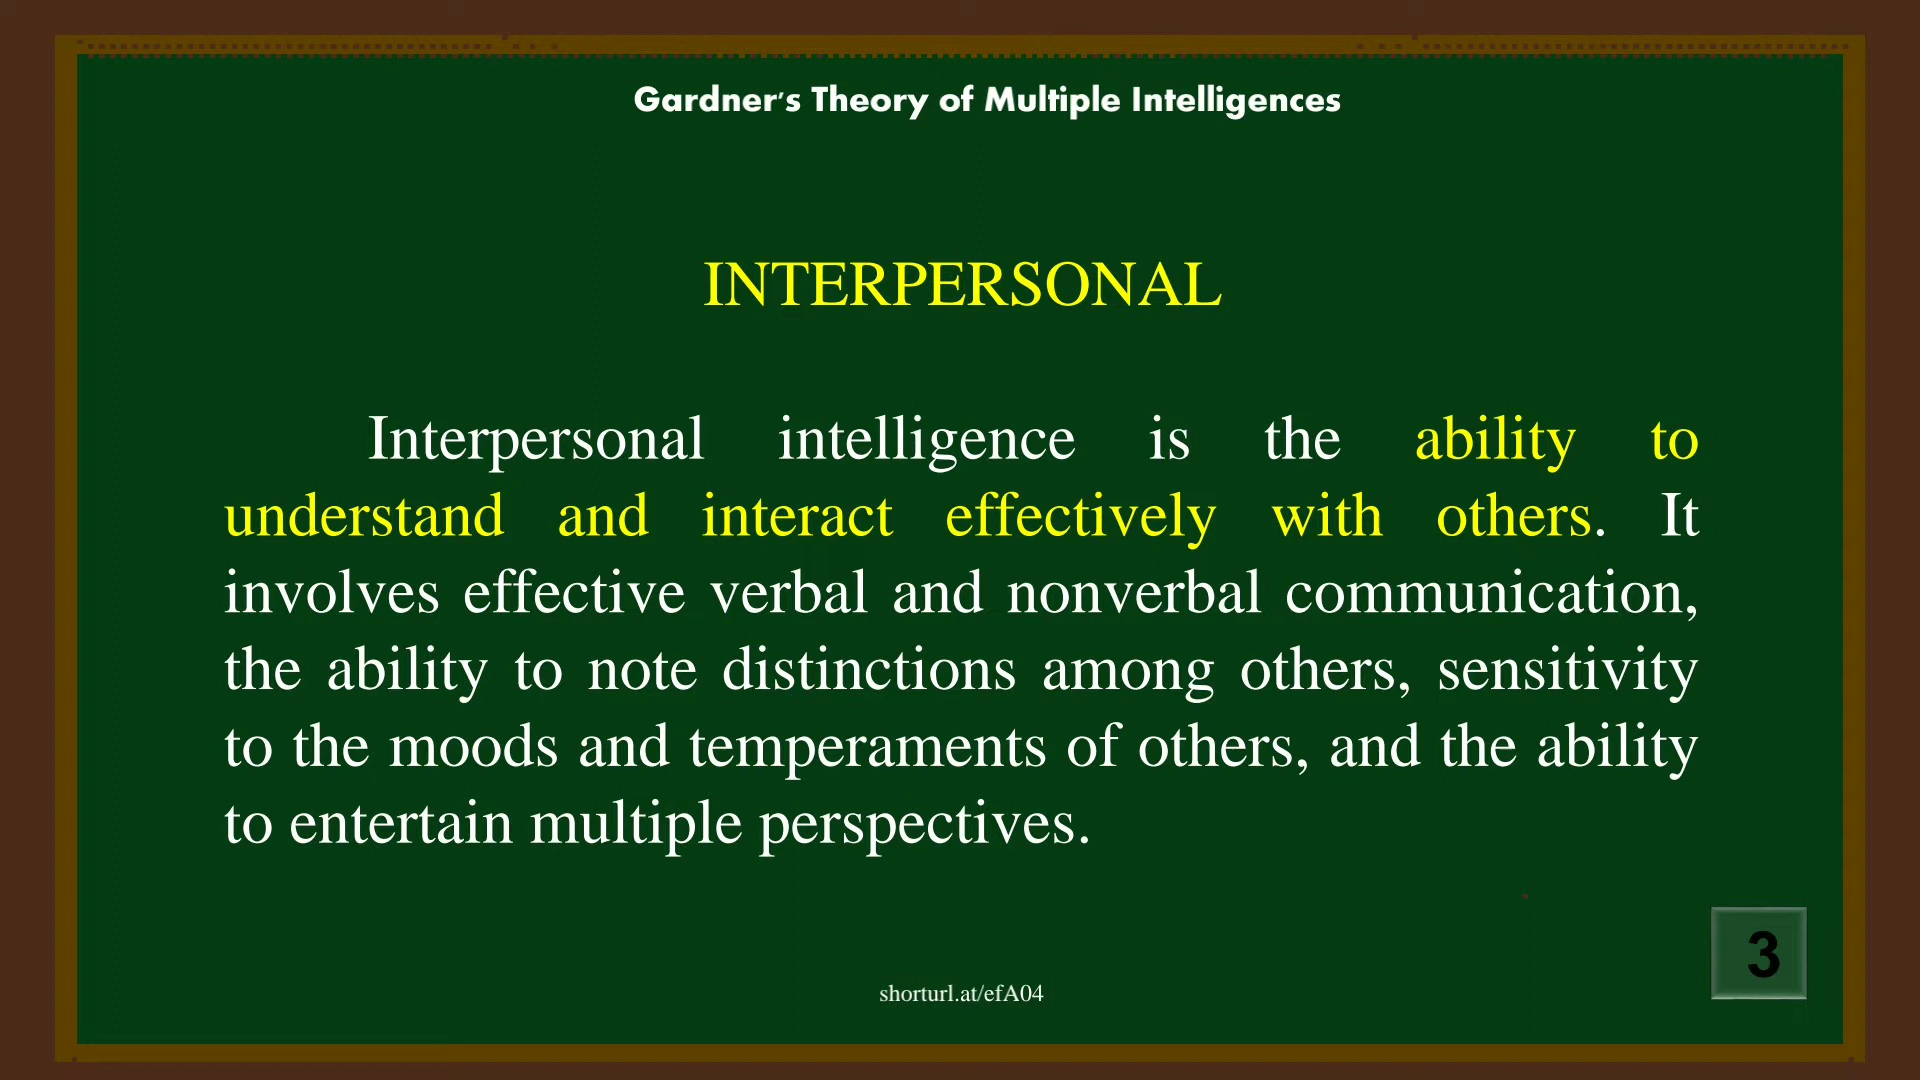 Gardner's Theory of Multiple Intelligences
INTERPERSONAL
Interpersonal intelligence is the ability to
understand and interact effectively with others. It
involves effective verbal and nonverbal communication,
the ability to note distinctions among others, sensitivity
to the moods and temperaments of others, and the ability
to entertain multiple perspectives.
3
shorturl.at/efA04